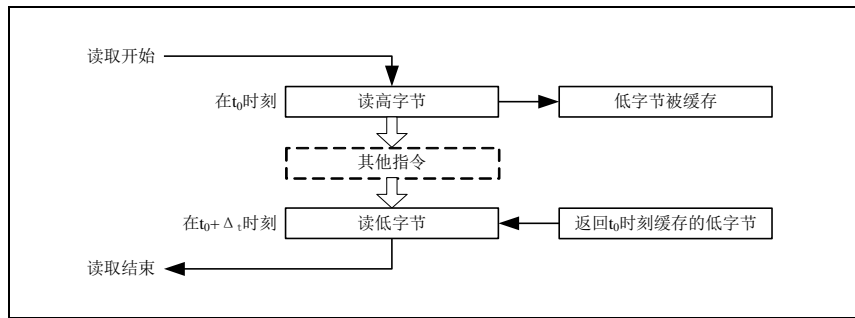 读取开始
在t₀时刻 读高字节 低字节被缓存
其他指令
在t₀+Δₜ时刻 读低字节 返回t₀时刻缓存的低字节
读取结束